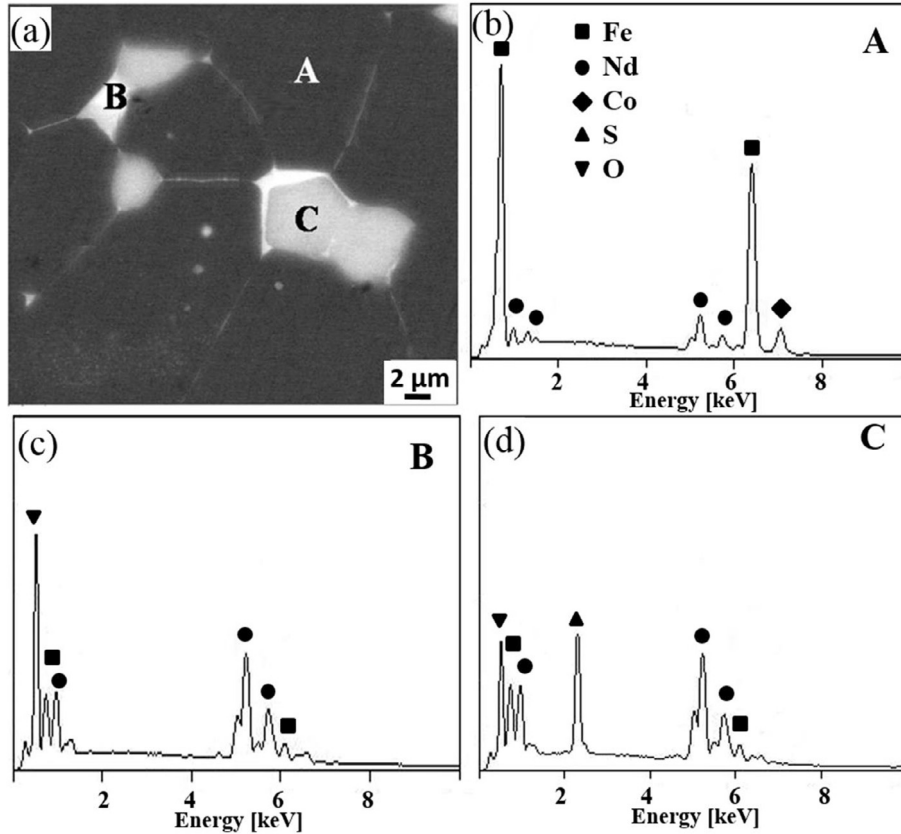 (a)
A
B
C
2 μm
(b)
A
Fe
Nd
Co
S
O
2 4 6 8
Energy [keV]
(c)
B
2 4 6 8
Energy [keV]
(d)
C
2 4 6 8
Energy [keV]